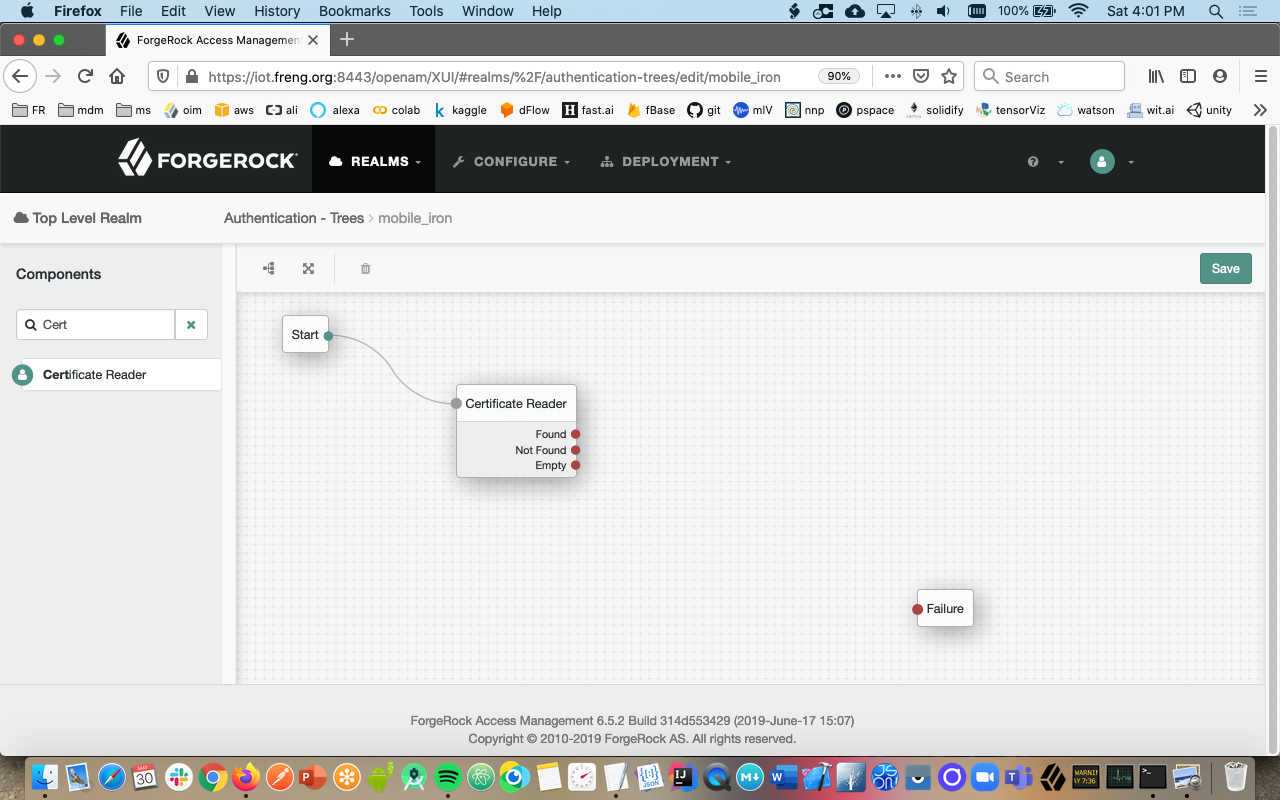 Firefox File Edit View History Bookmarks Tools Window Help 100% Sat 4:01 PM
ForgeRock Access Management
https://iot.freng.org:8443/openam/XUI/#realms/%2F/authentication-trees/edit/mobile_iron 90% Search
FR mdm ms oim aws ali alexa colab kaggle dFlow fast.ai fBase git mlV nnp pspace solidify tensorViz watson wit.ai unity
FORGEROCK REALMS CONFIGURE DEPLOYMENT
Top Level Realm Authentication - Trees mobile_iron
Components
Save
Cert
Start
Certificate Reader
Certificate Reader
Found
Not Found
Empty
Failure
ForgeRock Access Management 6.5.2 Build 314d553429 (2019-June-17 15:07)
Copyright © 2010-2019 ForgeRock AS. All rights reserved.
MAY
30
WARNIN